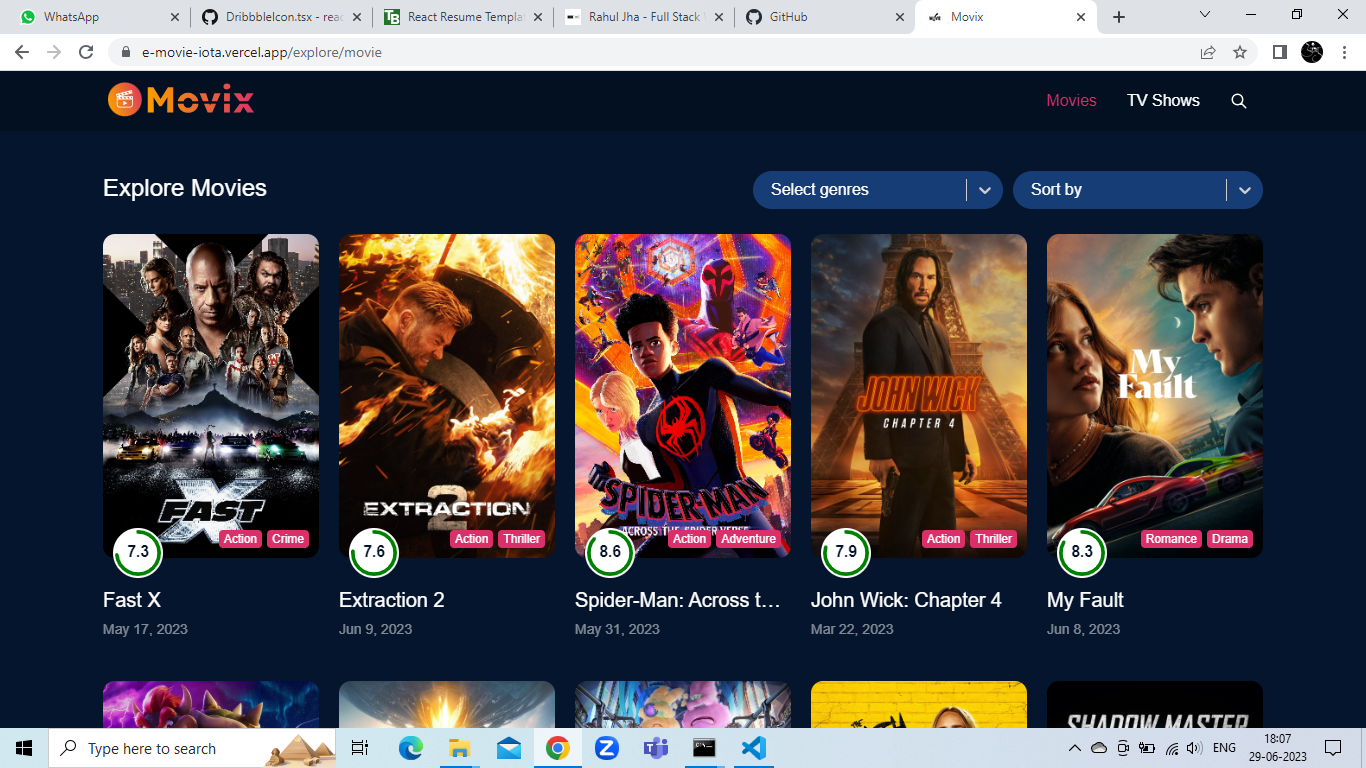 WhatsApp
DribbbleIcon.tsx - reac
React Resume Templa
Rahul Jha - Full Stack
GitHub
Movix
e-movie-iota.vercel.app/explore/movie
Movix
Movies
TV Shows
Explore Movies
Select genres
Sort by
FAST X
EXTRACTION 2
SPIDER-MAN
ACROSS THE SPIDER-VERSE
JOHN WICK
CHAPTER 4
My
Fault
Action Crime
Action Thriller
Action Adventure
Action Thriller
Romance Drama
7.3
7.6
8.6
7.9
8.3
Fast X
Extraction 2
Spider-Man: Across t...
John Wick: Chapter 4
My Fault
May 17, 2023
Jun 9, 2023
May 31, 2023
Mar 22, 2023
Jun 8, 2023
SHADOW MASTER
Type here to search
ENG
18:07
29-06-2023